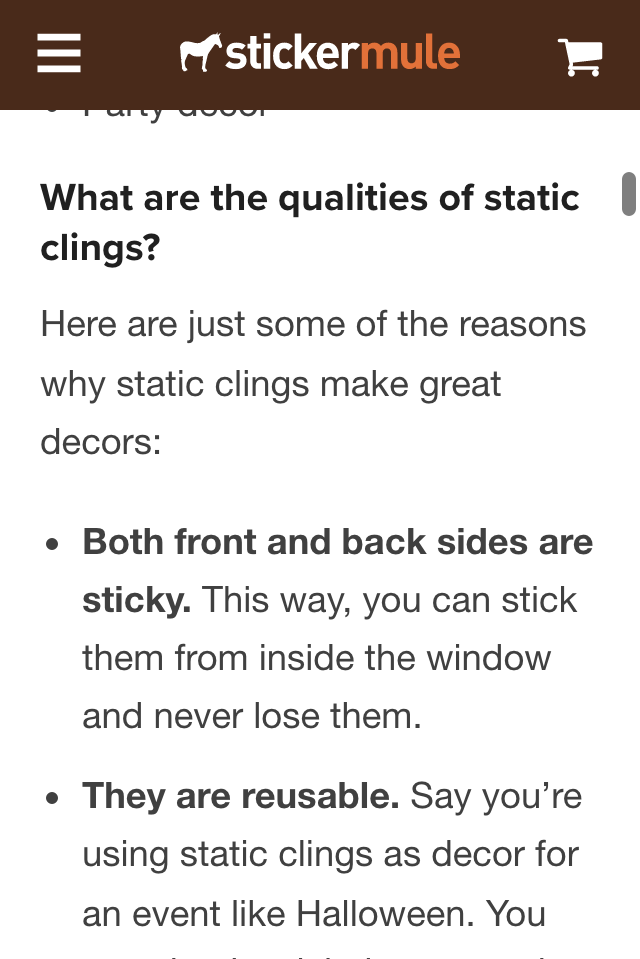 stickermule
Party decor
What are the qualities of static
clings?
Here are just some of the reasons
why static clings make great
decors:
• Both front and back sides are
sticky. This way, you can stick
them from inside the window
and never lose them.
• They are reusable. Say you’re
using static clings as decor for
an event like Halloween. You